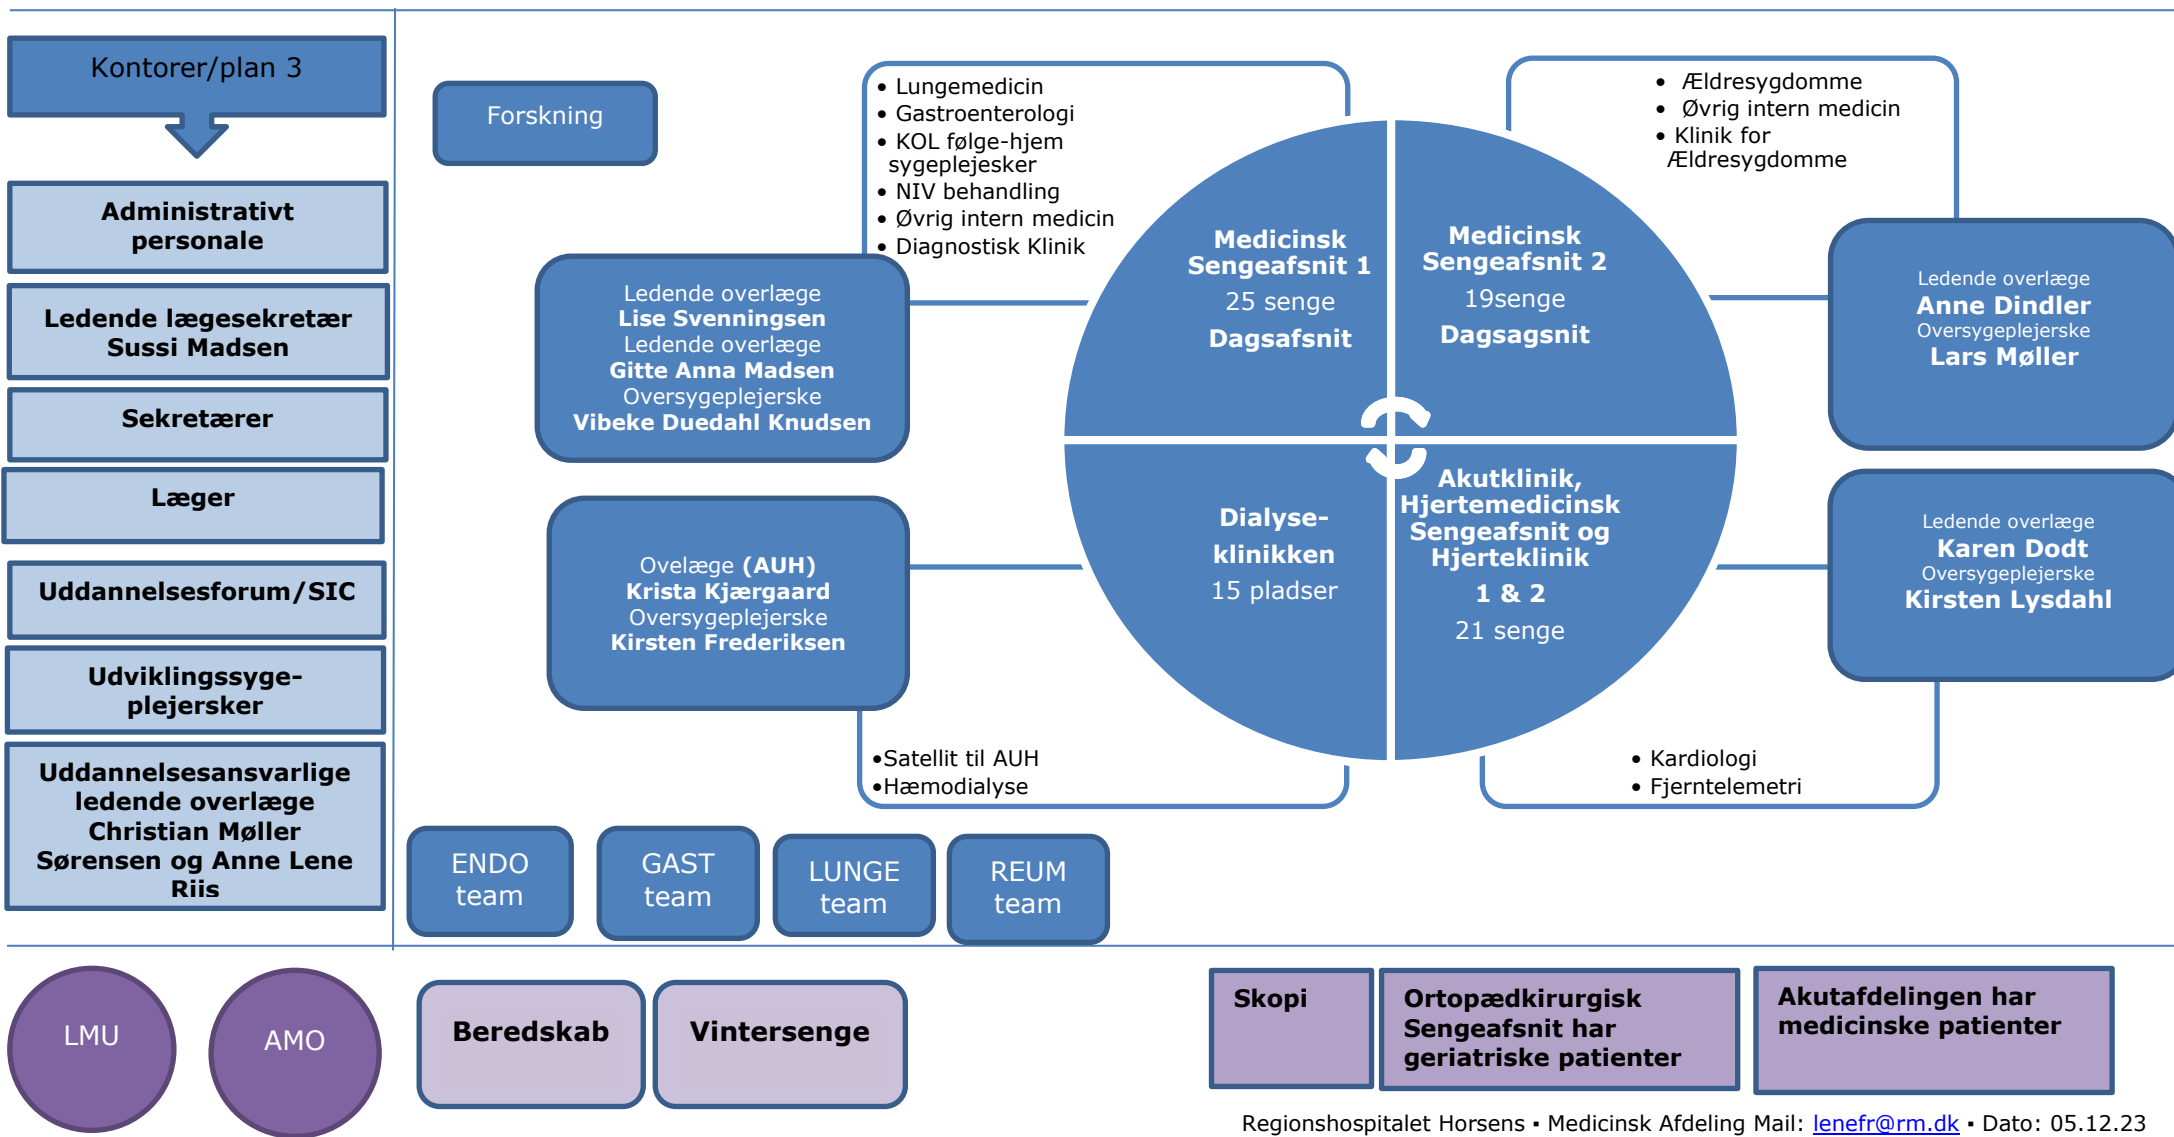 Kontorer/plan 3
Administrativt
personale
Ledende lægesekretær
Sussi Madsen
Sekretærer
Læger
Uddannelsesforum/SIC
Udviklingssyge-
plejersker
Uddannelsesansvarlige
ledende overlæge
Christian Møller
Sørensen og Anne Lene
Riis
Forskning
• Lungemedicin
• Gastroenterologi
• KOL følge-hjem
sygeplejesker
• NIV behandling
• Øvrig intern medicin
• Diagnostisk Klinik
Ledende overlæge
Lise Svenningsen
Ledende overlæge
Gitte Anna Madsen
Oversygeplejerske
Vibeke Duedahl Knudsen
Medicinsk
Sengeafsnit 1
25 senge
Dagsafsnit
Medicinsk
Sengeafsnit 2
19senge
Dagsagsnit
• Ældresygdomme
• Øvrig intern medicin
• Klinik for
Ældresygdomme
Ledende overlæge
Anne Dindler
Oversygeplejerske
Lars Møller
Ovelæge (AUH)
Krista Kjærgaard
Oversygeplejerske
Kirsten Frederiksen
Dialyse-
klinikken
15 pladser
Akutklinik,
Hjertemedicinsk
Sengeafsnit og
Hjerteklinik
1 & 2
21 senge
Ledende overlæge
Karen Dodt
Oversygeplejerske
Kirsten Lysdahl
•Satellit til AUH
•Hæmodialyse
• Kardiologi
• Fjerntelemetri
ENDO
team
GAST
team
LUNGE
team
REUM
team
LMU
AMO
Beredskab
Vintersenge
Skopi
Ortopædkirurgisk
Sengeafsnit har
geriatriske patienter
Akutafdelingen har
medicinske patienter
Regionshospitalet Horsens ▪ Medicinsk Afdeling Mail: lenefr@rm.dk ▪ Dato: 05.12.23